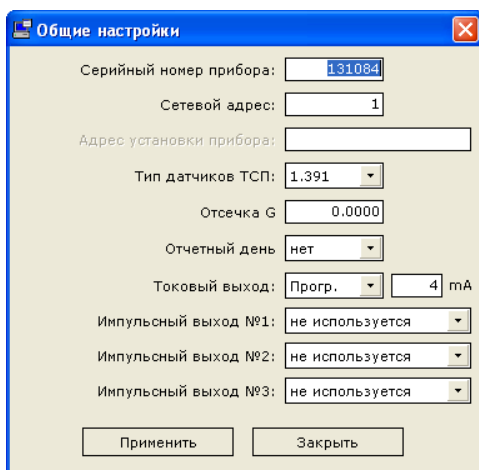 Общие настройки
Серийный номер прибора: 131084
Сетевой адрес: 1
Адрес установки прибора:
Тип датчиков ТСП: 1.391
Отсечка G 0.0000
Отчетный день нет
Токовый выход: Прогр. 4 mA
Импульсный выход №1: не используется
Импульсный выход №2: не используется
Импульсный выход №3: не используется
Применить Закрыть